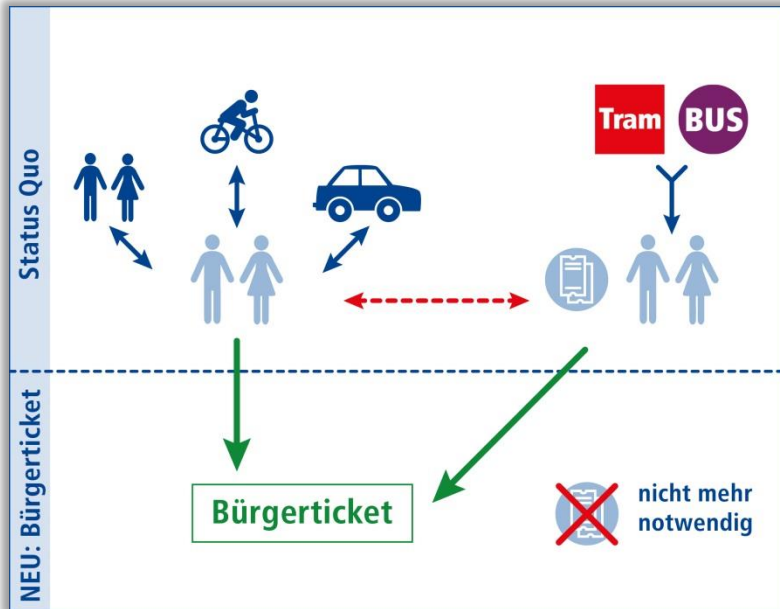 Status Quo
Tram
BUS
NEU: Bürgerticket
Bürgerticket
nicht mehr
notwendig